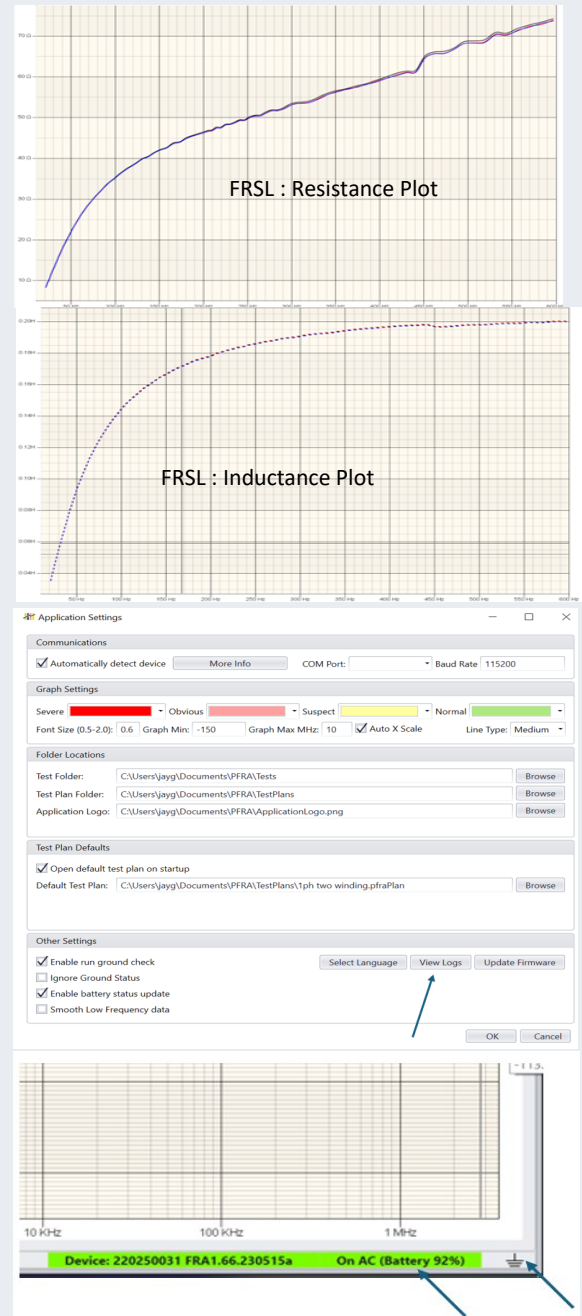 70 Ω
60 Ω
50 Ω
40 Ω
30 Ω
20 Ω
10 Ω
FRSL : Resistance Plot
0.20H
0.18H
0.16H
0.14H
0.12H
0.10H
0.08H
0.06H
0.04H
FRSL : Inductance Plot
50 Hz 100 Hz 150 Hz 200 Hz 250 Hz 300 Hz 350 Hz 400 Hz 450 Hz 500 Hz 550 Hz 600 Hz
Application Settings
Communications
Automatically detect device More Info COM Port: Baud Rate 115200
Graph Settings
Severe Obvious Suspect Normal
Font Size (0.5-2.0): 0.6 Graph Min: -150 Graph Max MHz: 10 Auto X Scale Line Type: Medium
Folder Locations
Test Folder: C:\Users\jayg\Documents\PFRA\Tests Browse
Test Plan Folder: C:\Users\jayg\Documents\PFRA\TestPlans Browse
Application Logo: C:\Users\jayg\Documents\PFRA\ApplicationLogo.png Browse
Test Plan Defaults
Open default test plan on startup
Default Test Plan: C:\Users\jayg\Documents\PFRA\TestPlans\1ph two winding.pfraPlan Browse
Other Settings
Enable run ground check Select Language View Logs Update Firmware
Ignore Ground Status
Enable battery status update
Smooth Low Frequency data
OK Cancel
-113.
10 KHz 100 KHz 1 MHz
Device: 220250031 FRA1.66.230515a On AC (Battery 92%)